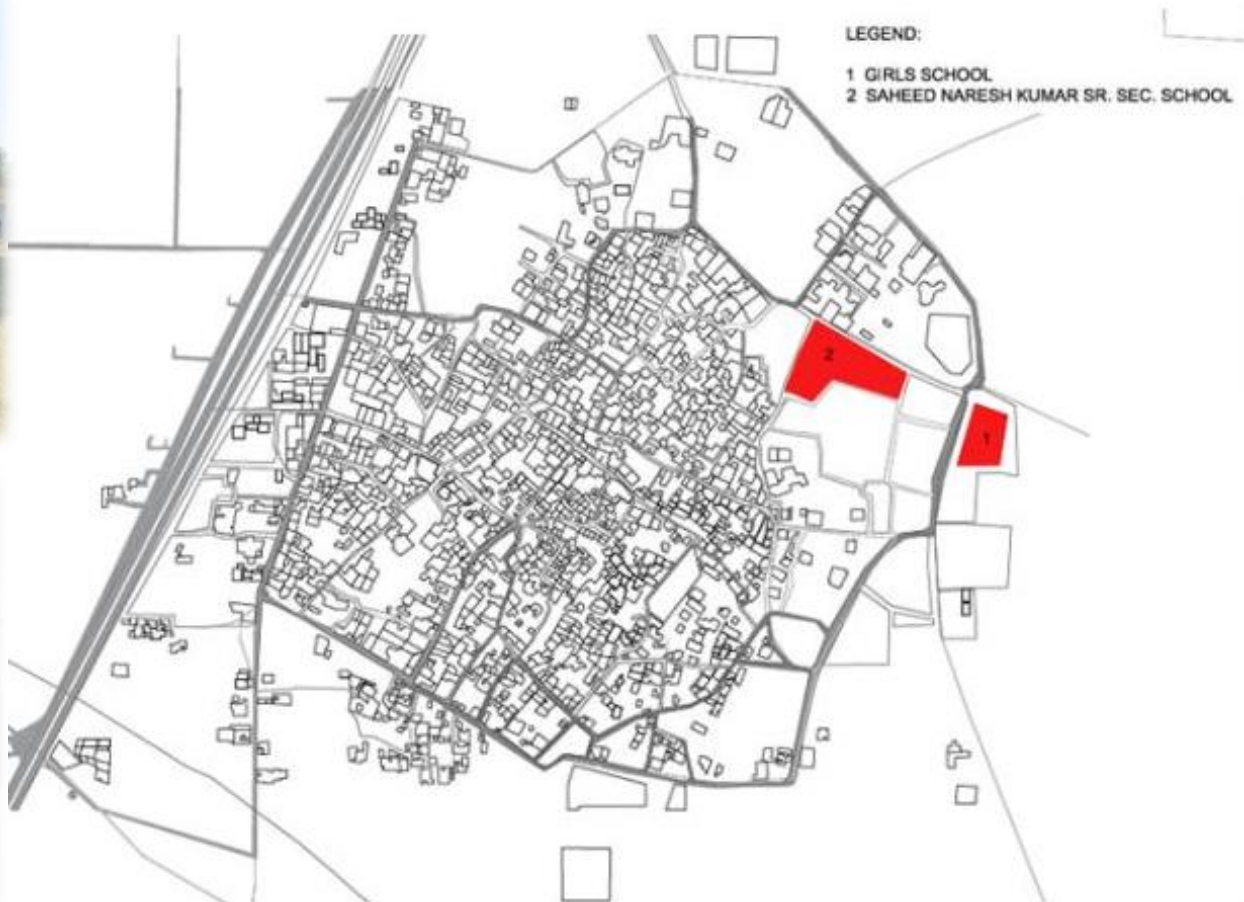 LEGEND:
1 GIRLS SCHOOL
2 SAHEED NARESH KUMAR SR. SEC. SCHOOL
2
1